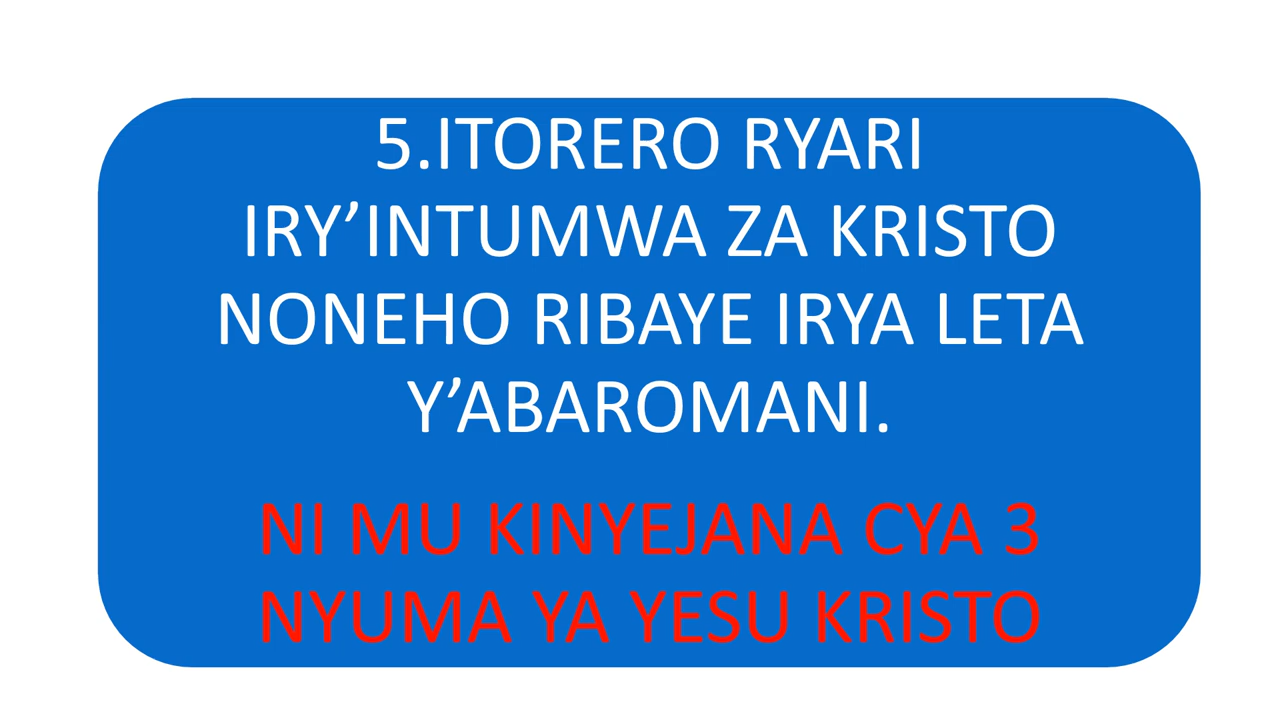 5.ITORERO RYARI
IRY’INTUMWA ZA KRISTO
NONEHO RIBAYE IRYA LETA
Y’ABAROMANI.
NI MU KINYEJANA CYA 3
NYUMA YA YESU KRISTO